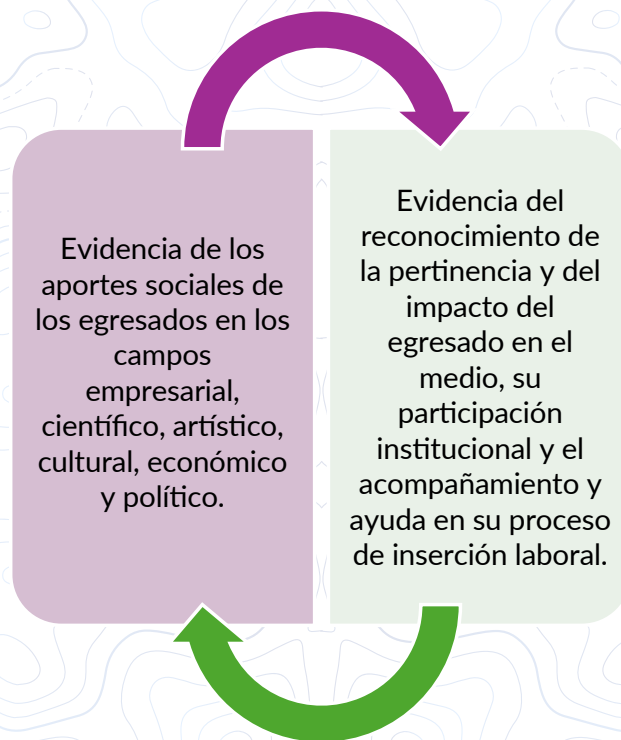 Evidencia de los
aportes sociales de
los egresados en los
campos
empresarial,
científico, artístico,
cultural, económico
y político.
Evidencia del
reconocimiento de
la pertinencia y del
impacto del
egresado en el
medio, su
participación
institucional y el
acompañamiento y
ayuda en su proceso
de inserción laboral.